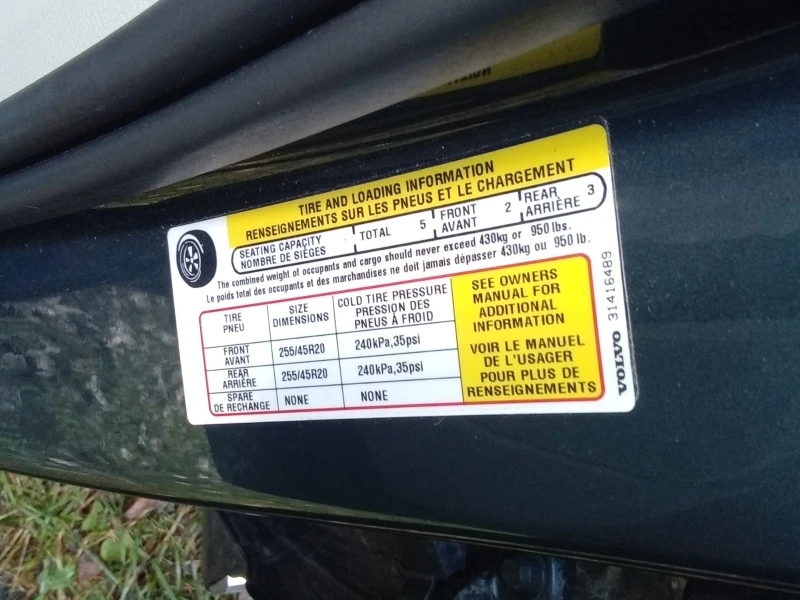 TIRE AND LOADING INFORMATION
RENSEIGNEMENTS SUR LES PNEUS ET LE CHARGEMENT
SEATING CAPACITY
NOMBRE DE SIÈGES
TOTAL 5
FRONT
AVANT
2
REAR
ARRIÈRE
3
The combined weight of occupants and cargo should never exceed 430kg or 950 lbs.
Le poids total des occupants et des marchandises ne doit jamais dépasser 430kg ou 950 lb.
TIRE
PNEU
SIZE
DIMENSIONS
COLD TIRE PRESSURE
PRESSION DES
PNEUS À FROID
FRONT
AVANT
255/45R20
240kPa,35psi
REAR
ARRIÈRE
255/45R20
240kPa,35psi
SPARE
DE RECHANGE
NONE
NONE
SEE OWNERS
MANUAL FOR
ADDITIONAL
INFORMATION
VOIR LE MANUEL
DE L'USAGER
POUR PLUS DE
RENSEIGNEMENTS
VOLVO 31416489